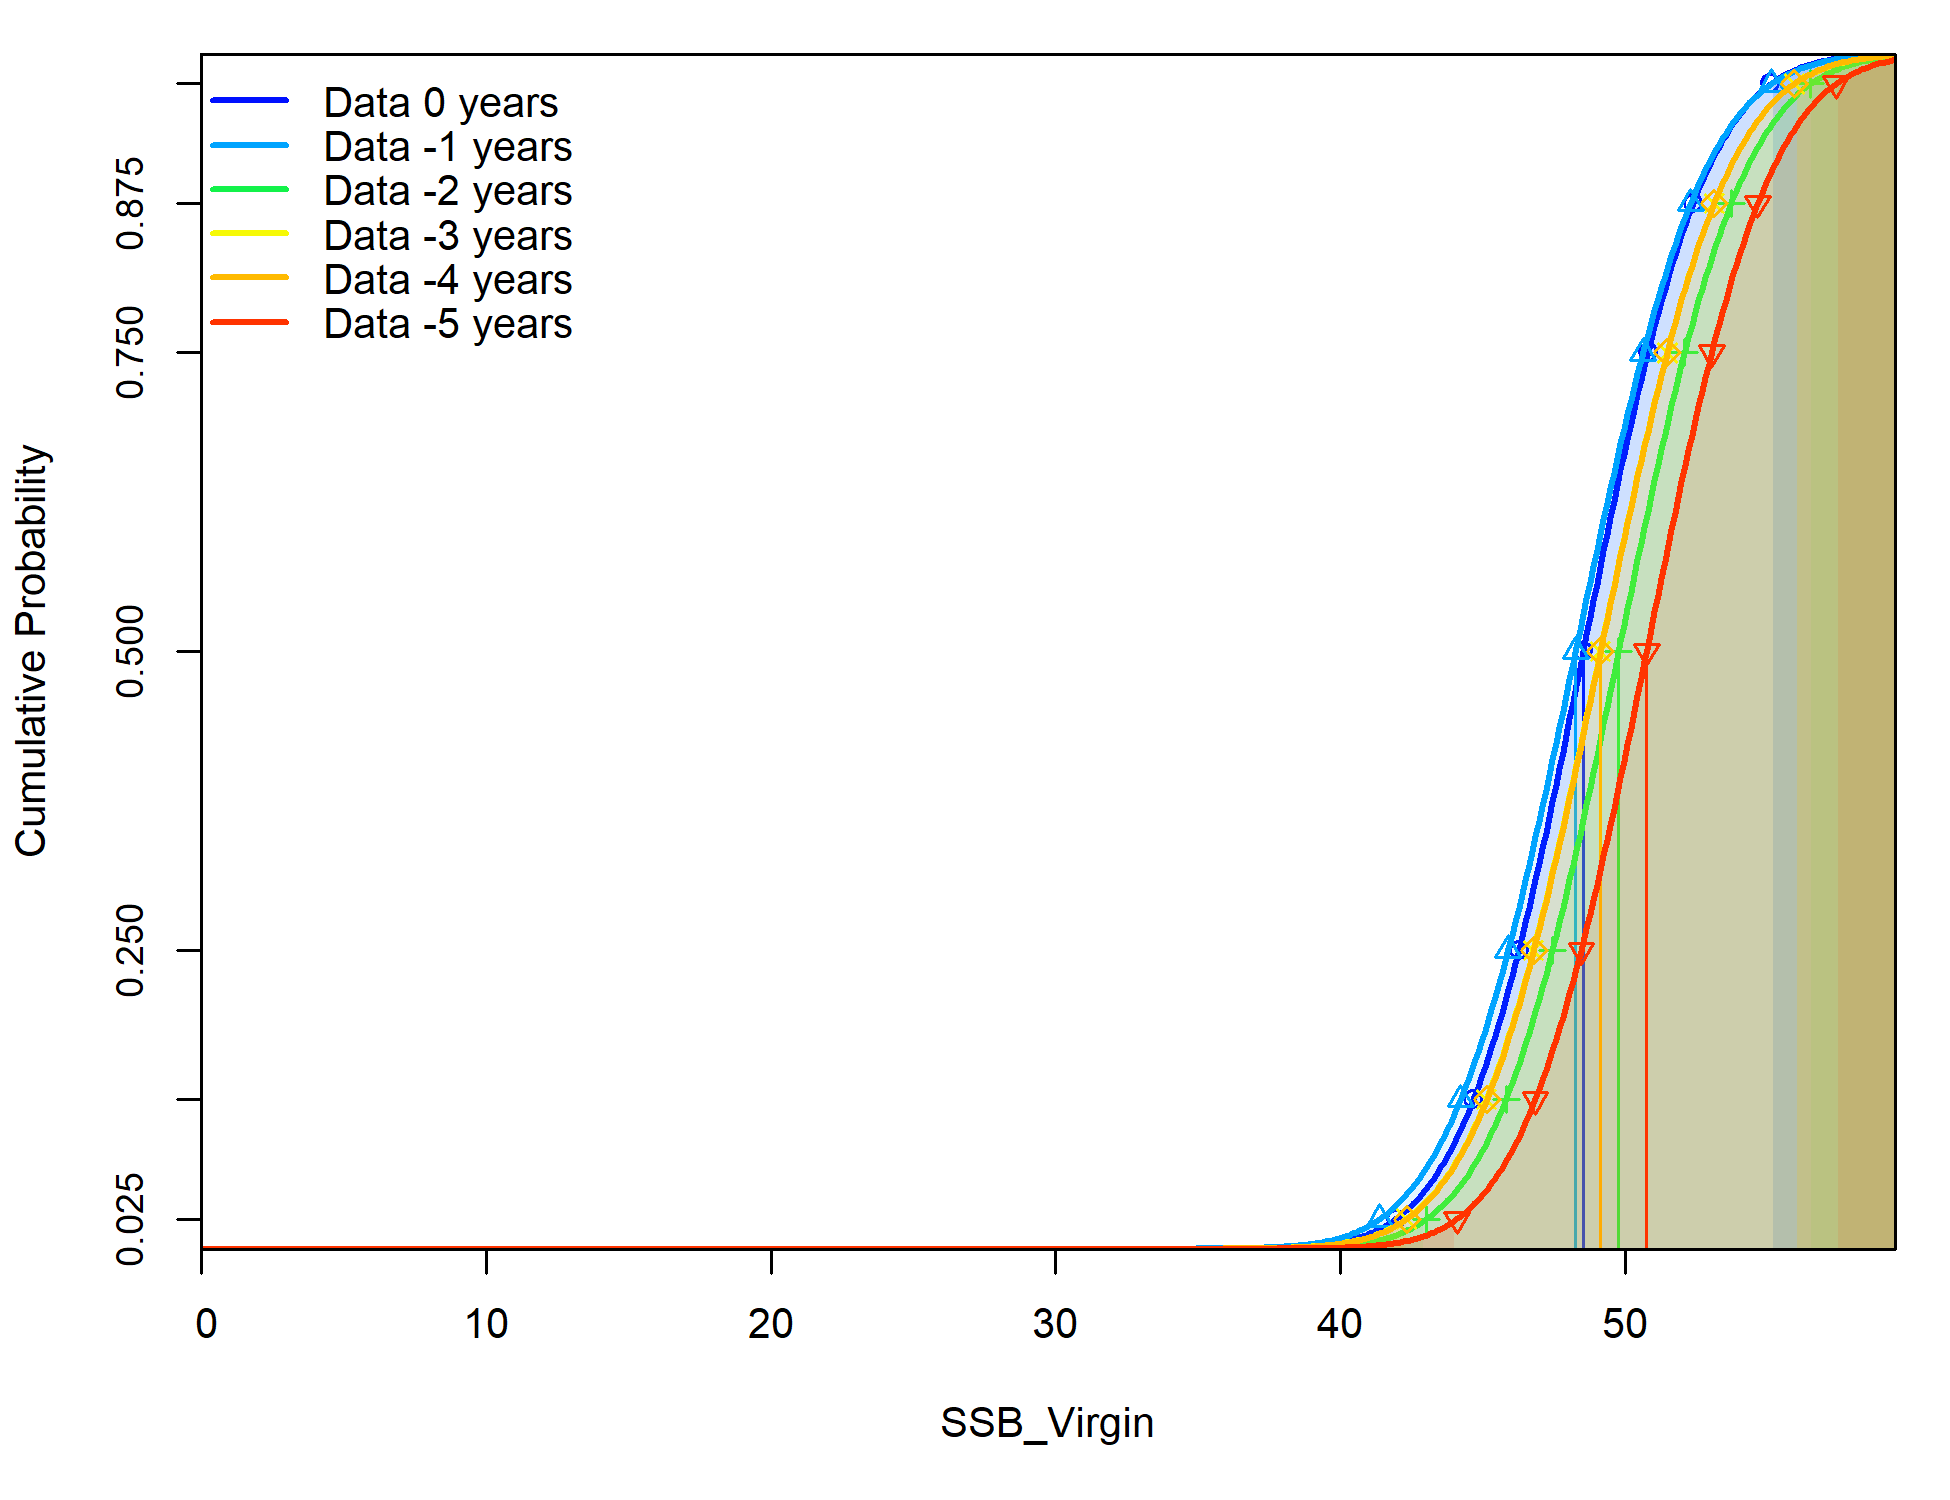 Data 0 years
Data -1 years
Data -2 years
Data -3 years
Data -4 years
Data -5 years
Cumulative Probability
0.875
0.750
0.500
0.250
0.025
0 10 20 30 40 50
SSB_Virgin